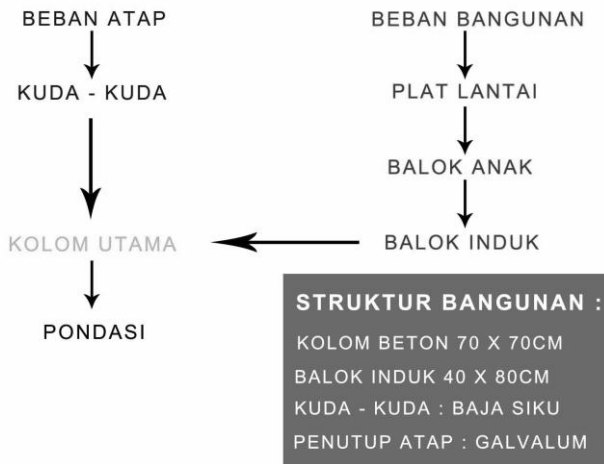 BEBAN ATAP
KUDA - KUDA
KOLOM UTAMA
PONDASI
BEBAN BANGUNAN
PLAT LANTAI
BALOK ANAK
BALOK INDUK
STRUKTUR BANGUNAN :
KOLOM BETON 70 X 70CM
BALOK INDUK 40 X 80CM
KUDA - KUDA : BAJA SIKU
PENUTUP ATAP : GALVALUM